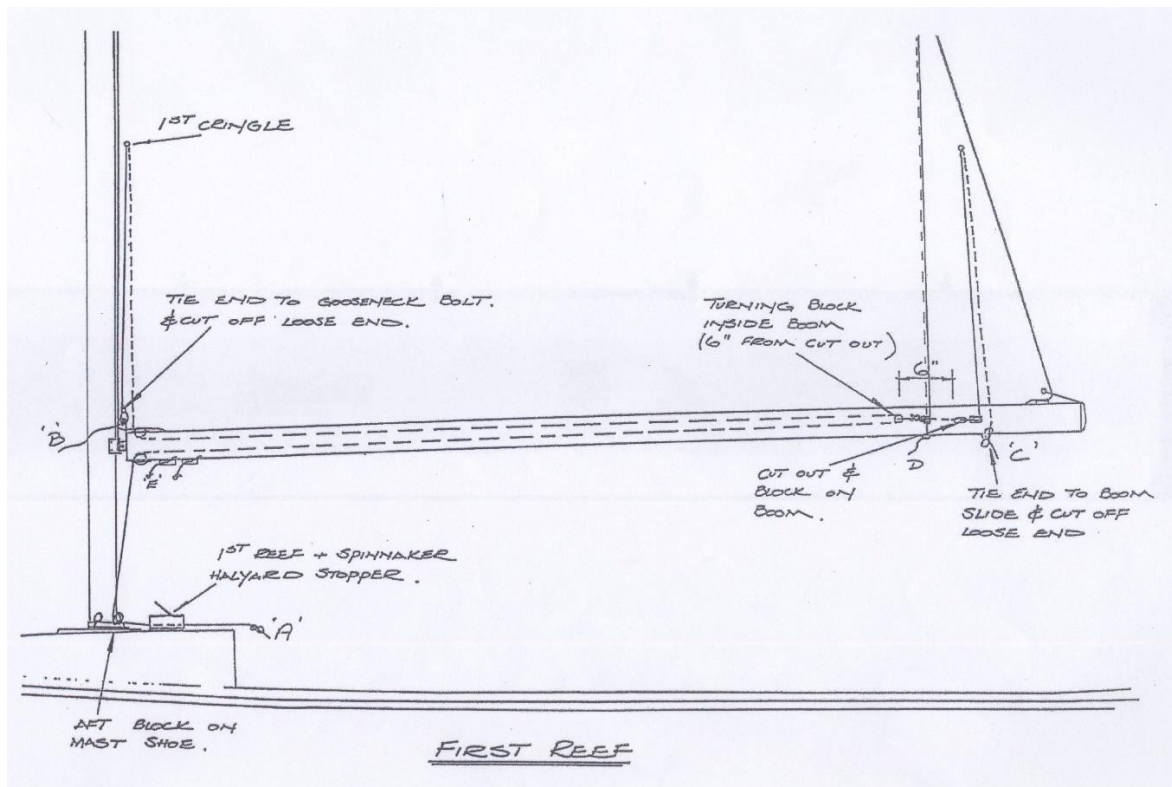 1ST CRINGLE
TIE END TO GOOSENECK BOLT.
& CUT OFF LOOSE END.
TURNING BLOCK
INSIDE BOOM
(6" FROM CUT OUT)
6"
'B'
'E'
D
'C'
CUT OUT &
BLOCK ON
BOOM.
TIE END TO BOOM
SLIDE & CUT OFF
LOOSE END
1ST REEF + SPINNAKER
HALYARD STOPPER.
'A'
AFT BLOCK ON
MAST SHOE.
FIRST REEF